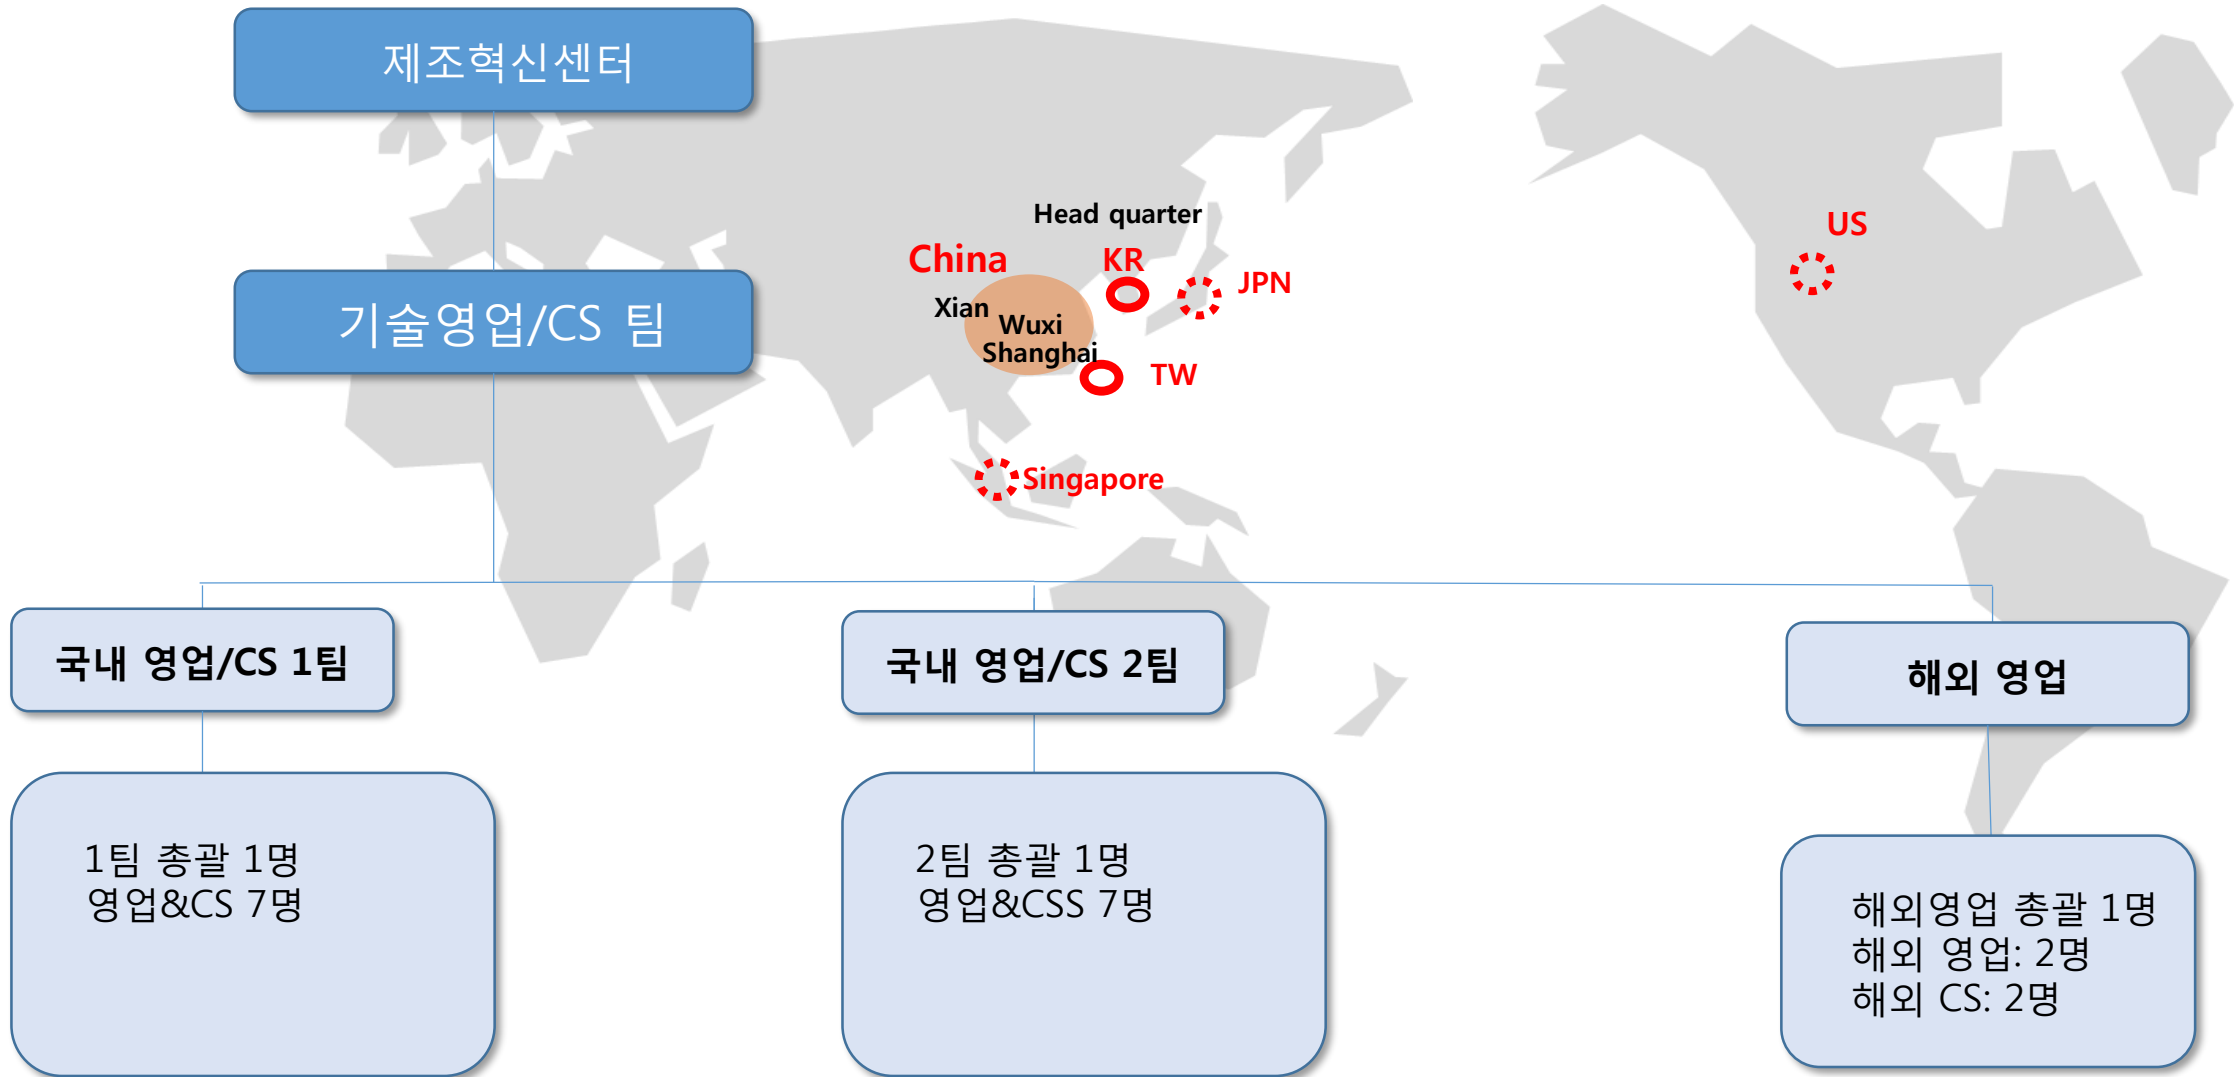 제조혁신센터
Head quarter
US
China
KR
JPN
기술영업/CS 팀
Xian
Wuxi
Shanghai
TW
Singapore
국내 영업/CS 1팀
국내 영업/CS 2팀
해외 영업
1팀 총괄 1명
영업&CS 7명
2팀 총괄 1명
영업&CSS 7명
해외영업 총괄 1명
해외 영업: 2명
해외 CS: 2명